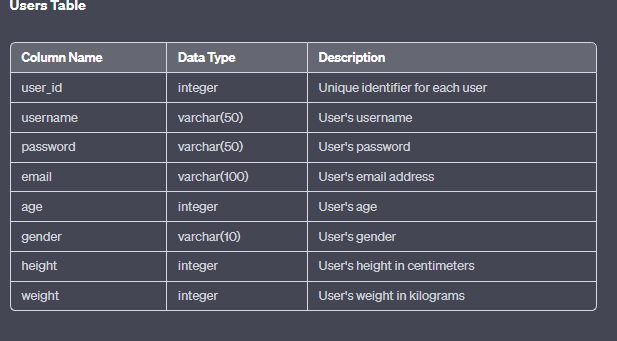 Users Table
Column Name Data Type Description
user_id integer Unique identifier for each user
username varchar(50) User's username
password varchar(50) User's password
email varchar(100) User's email address
age integer User's age
gender varchar(10) User's gender
height integer User's height in centimeters
weight integer User's weight in kilograms